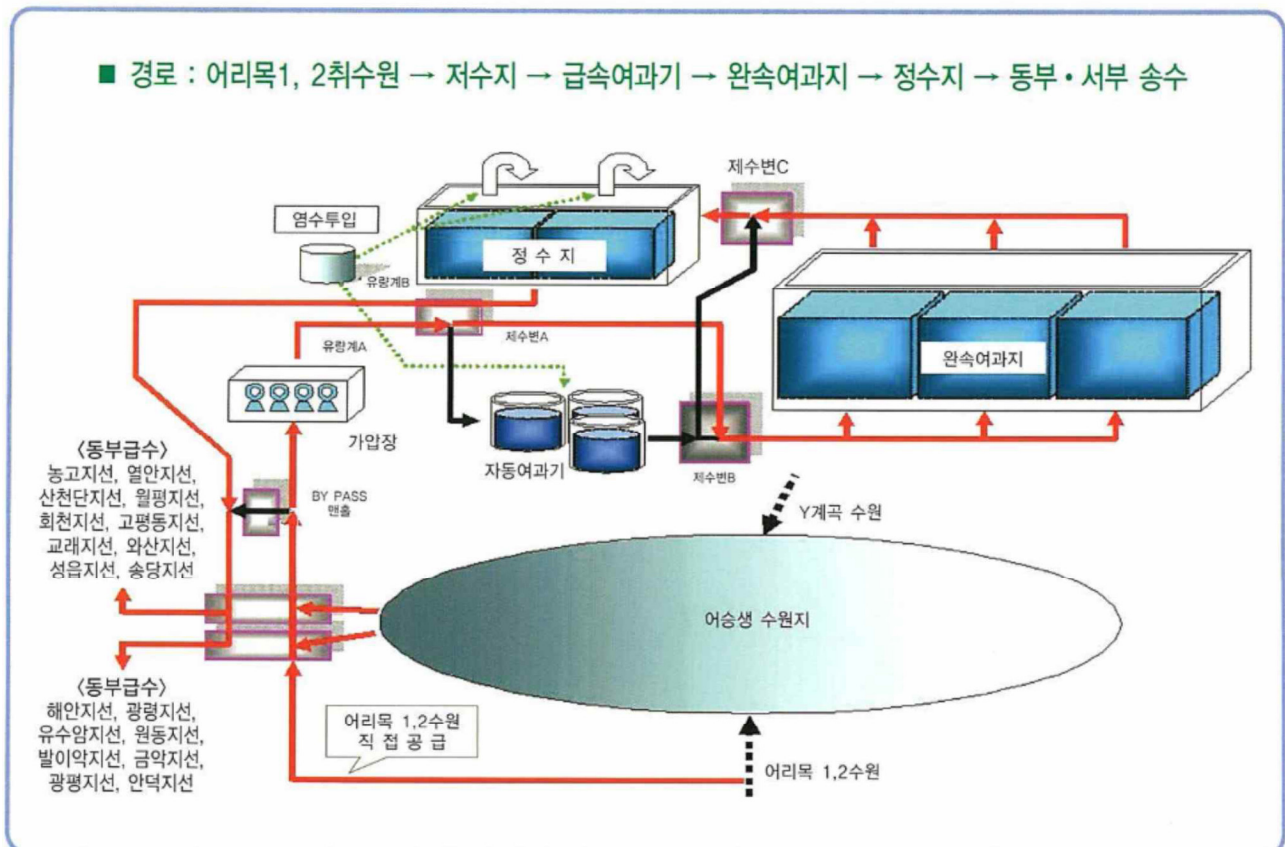 ■ 경로 : 어리목1, 2취수원 → 저수지 → 급속여과기 → 완속여과지 → 정수지 → 동부 • 서부 송수
제수변C
염수투입
정 수 지
유량계B
유량계A
제수변A
완속여과지
가압장
자동여과기
제수변B
〈동부급수〉
농고지선, 열안지선,
산천단지선, 월평지선,
회천지선, 고평동지선,
교래지선, 와산지선,
성읍지선, 송당지선
BY PASS
맨홀
Y계곡 수원
어승생 수원지
〈동부급수〉
해안지선, 광령지선,
유수암지선, 원동지선,
발이악지선, 금악지선,
광평지선, 안덕지선
어리목 1,2수원
직 접 공 급
어리목 1,2수원